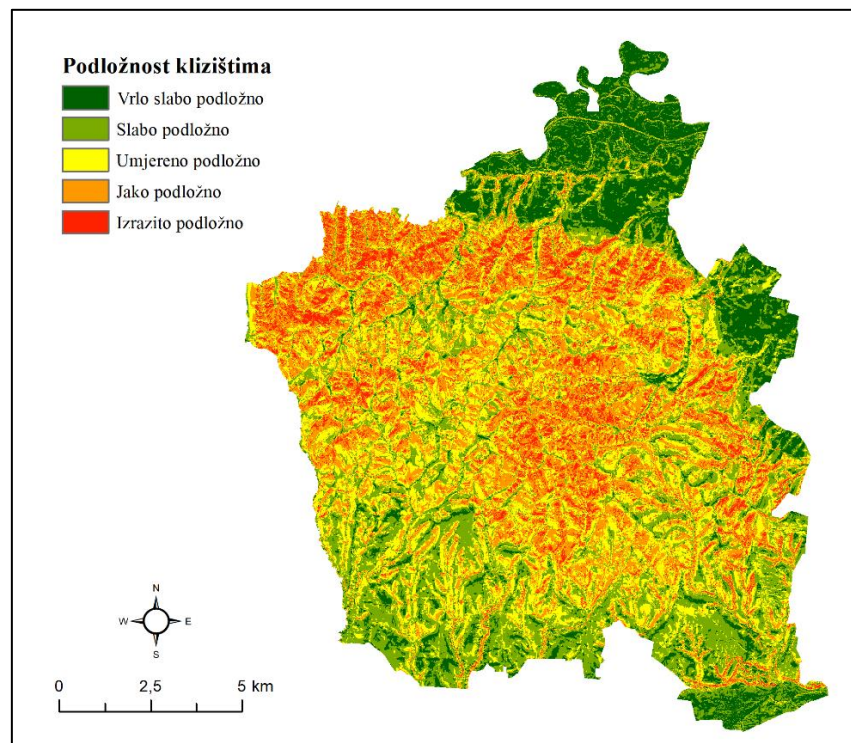 Podložnost klizištima
Vrlo slabo podložno
Slabo podložno
Umjereno podložno
Jako podložno
Izrazito podložno
N
W E
S
0 2,5 5 km